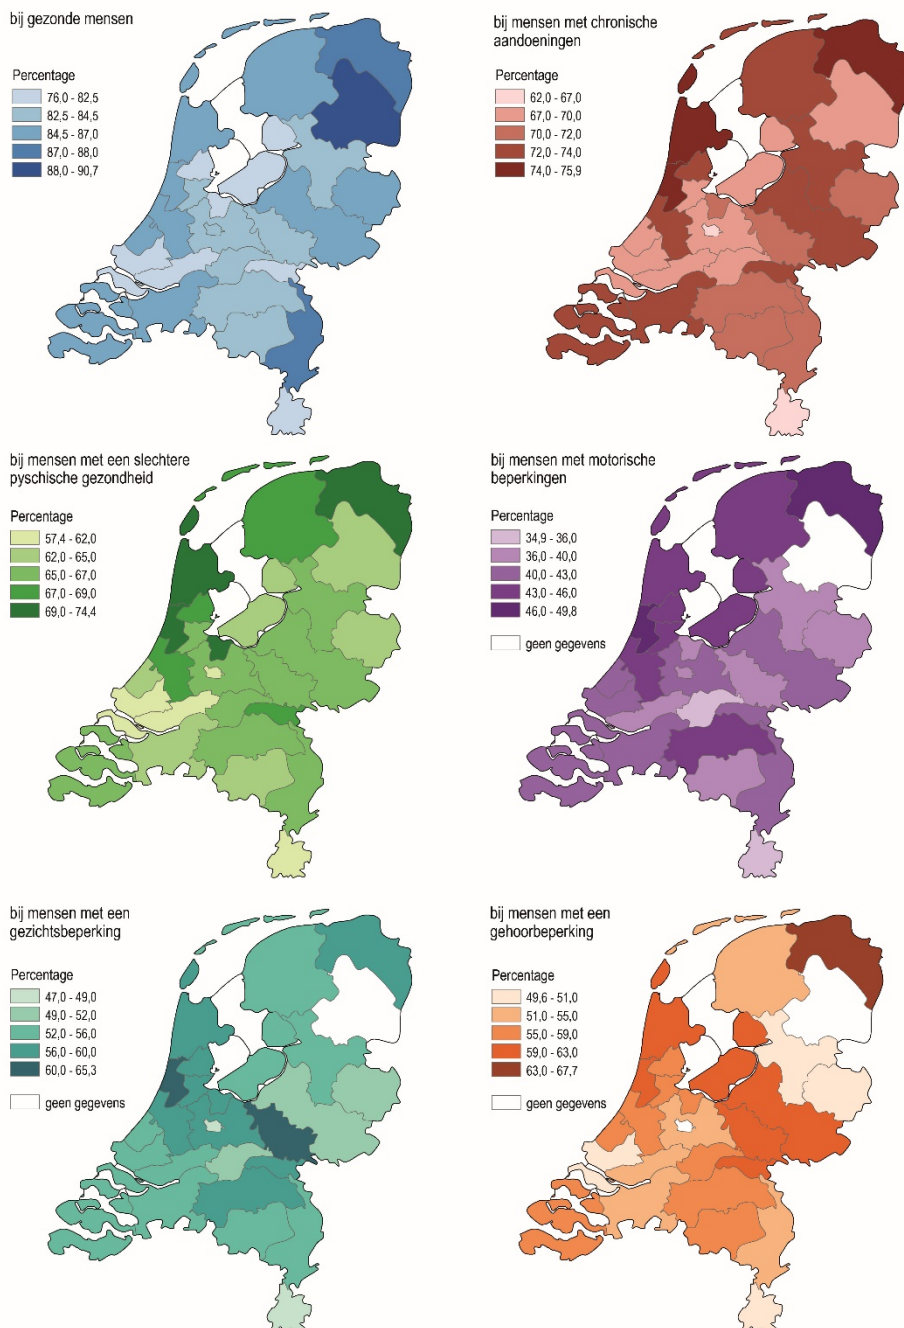 bij gezonde mensen
Percentage
76,0 - 82,5
82,5 - 84,5
84,5 - 87,0
87,0 - 88,0
88,0 - 90,7
bij mensen met chronische
aandoeningen
Percentage
62,0 - 67,0
67,0 - 70,0
70,0 - 72,0
72,0 - 74,0
74,0 - 75,9
bij mensen met een slechtere
pyschische gezondheid
Percentage
57,4 - 62,0
62,0 - 65,0
65,0 - 67,0
67,0 - 69,0
69,0 - 74,4
bij mensen met motorische
beperkingen
Percentage
34,9 - 36,0
36,0 - 40,0
40,0 - 43,0
43,0 - 46,0
46,0 - 49,8
geen gegevens
bij mensen met een
gezichtsbeperking
Percentage
47,0 - 49,0
49,0 - 52,0
52,0 - 56,0
56,0 - 60,0
60,0 - 65,3
geen gegevens
bij mensen met een
gehoorbeperking
Percentage
49,6 - 51,0
51,0 - 55,0
55,0 - 59,0
59,0 - 63,0
63,0 - 67,7
geen gegevens